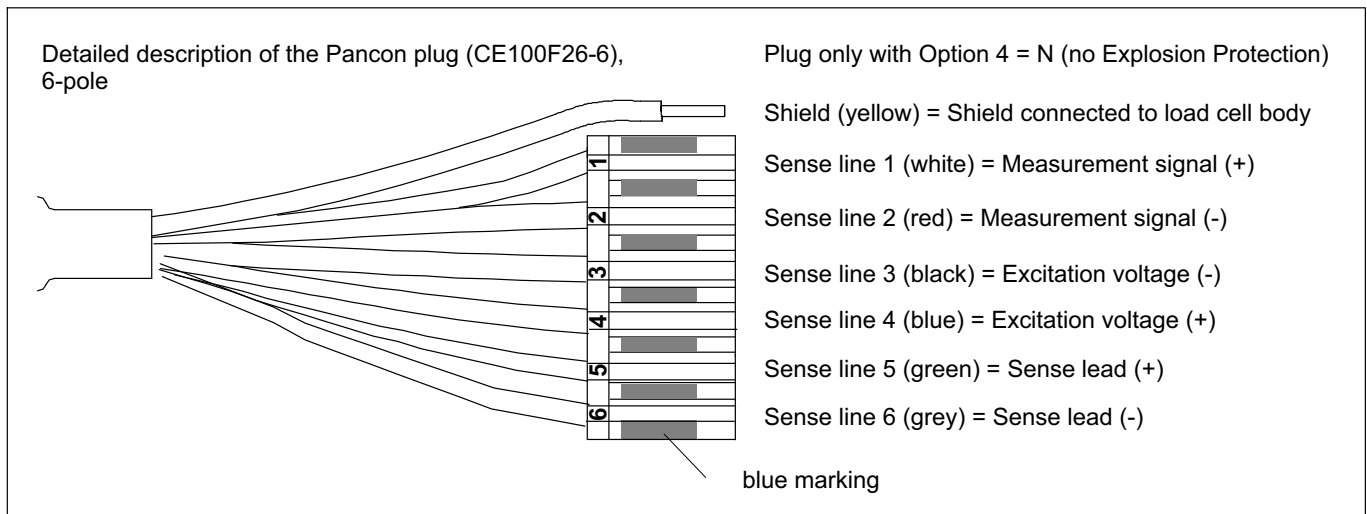 Detailed description of the Pancon plug (CE100F26-6),
6-pole
Plug only with Option 4 = N (no Explosion Protection)
Shield (yellow) = Shield connected to load cell body
1
Sense line 1 (white) = Measurement signal (+)
2
Sense line 2 (red) = Measurement signal (-)
3
Sense line 3 (black) = Excitation voltage (-)
4
Sense line 4 (blue) = Excitation voltage (+)
5
Sense line 5 (green) = Sense lead (+)
6
Sense line 6 (grey) = Sense lead (-)
blue marking